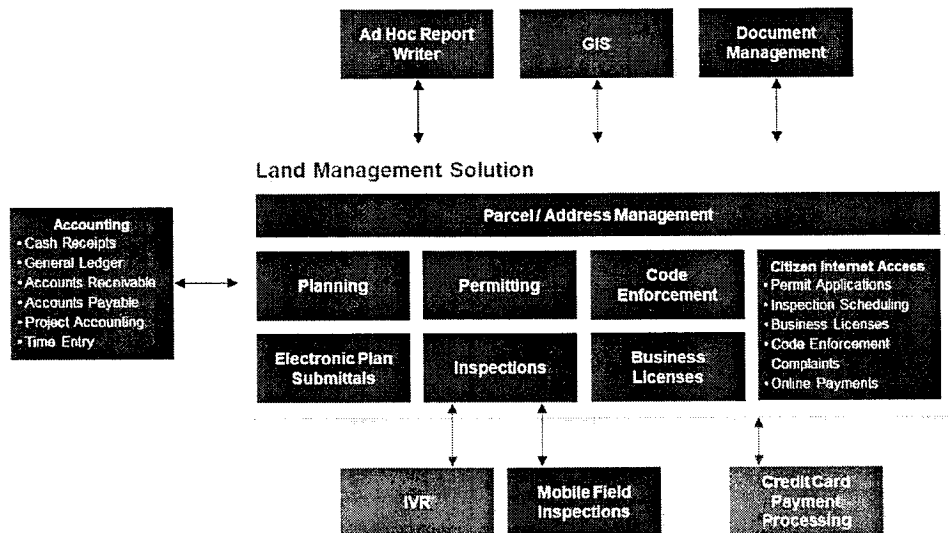 Ad Hoc Report
Writer
GIS
Document
Management
Land Management Solution
Parcel / Address Management
Accounting
• Cash Receipts
• General Ledger
• Accounts Receivable
• Accounts Payable
• Project Accounting
• Time Entry
Planning
Permitting
Code
Enforcement
Citizen Internet Access
• Permit Applications
• Inspection Scheduling
• Business Licenses
• Code Enforcement
Complaints
• Online Payments
Electronic Plan
Submittals
Inspections
Business
Licenses
IVR
Mobile Field
Inspections
Credit Card
Payment
Processing